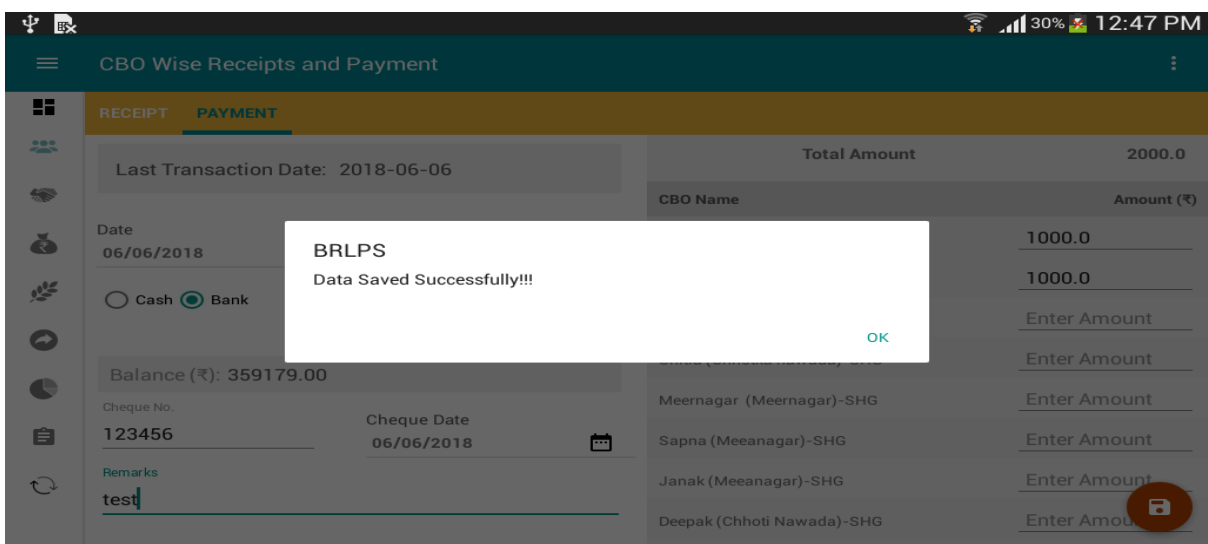 30% 12:47 PM
CBO Wise Receipts and Payment
RECEIPT PAYMENT
Last Transaction Date: 2018-06-06
Date
06/06/2018
Cash Bank
Balance (₹): 359179.00
Cheque No.
123456
Cheque Date
06/06/2018
Remarks
test
Total Amount 2000.0
CBO Name Amount (₹)
1000.0
1000.0
Enter Amount
Enter Amount
Meernagar (Meernagar)-SHG Enter Amount
Sapna (Meeanagar)-SHG Enter Amount
Janak (Meeanagar)-SHG Enter Amount
Deepak (Chhoti Nawada)-SHG Enter
BRLPS
Data Saved Successfully!!!
OK